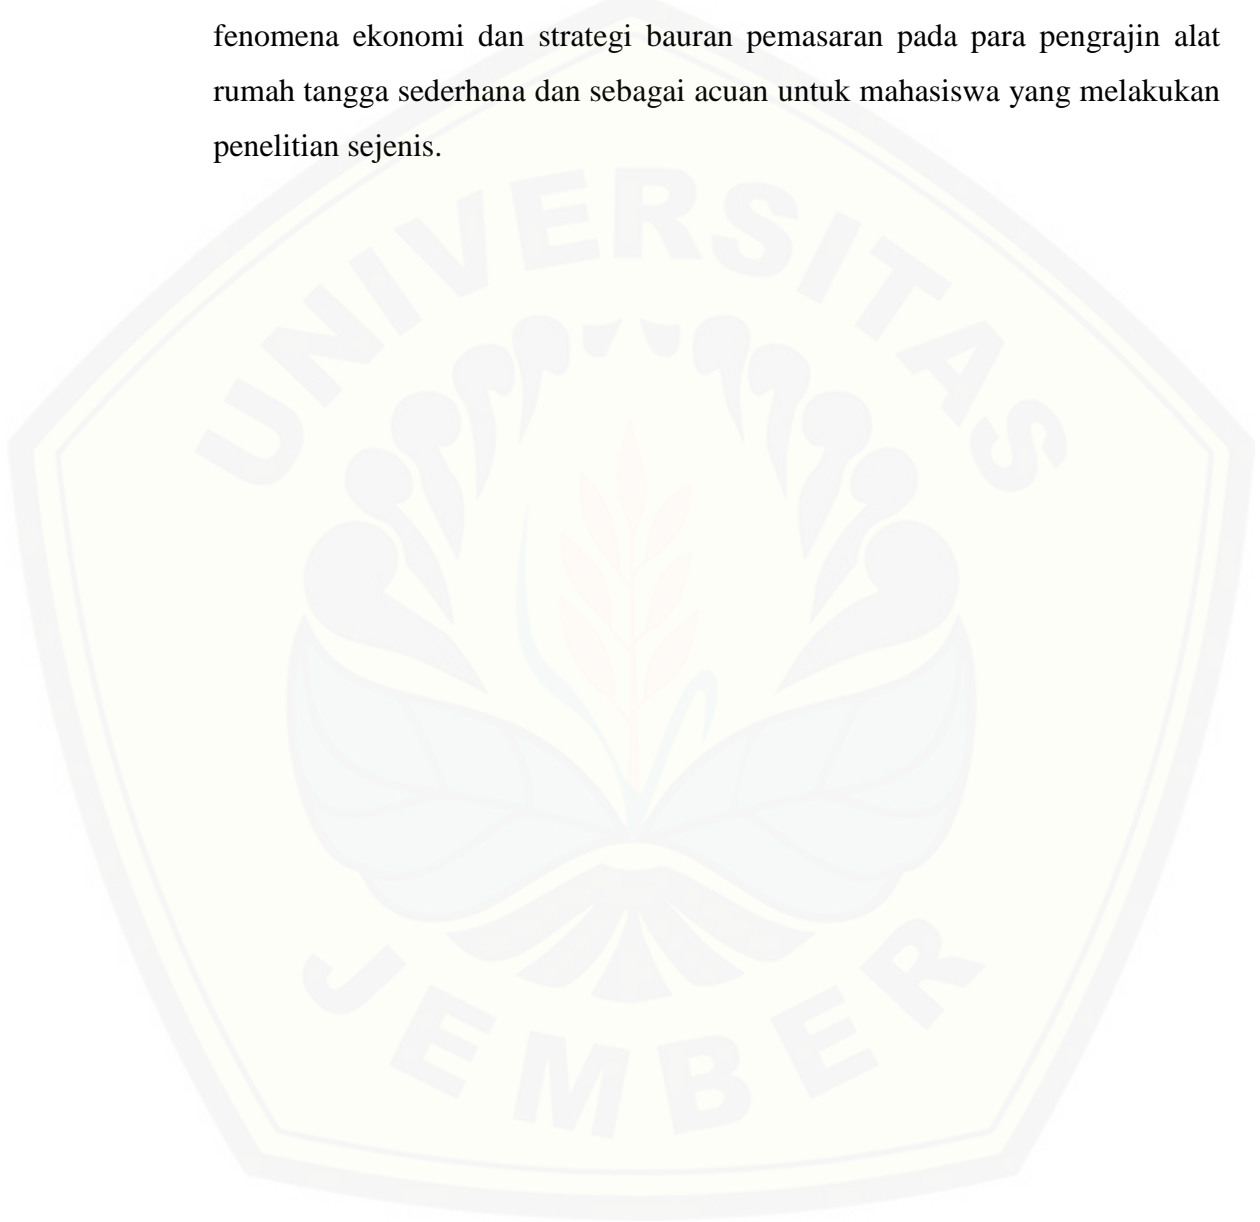 fenomena ekonomi dan strategi bauran pemasaran pada para pengrajin alat
rumah tangga sederhana dan sebagai acuan untuk mahasiswa yang melakukan
penelitian sejenis.
UNIVERSITAS
JEMBER